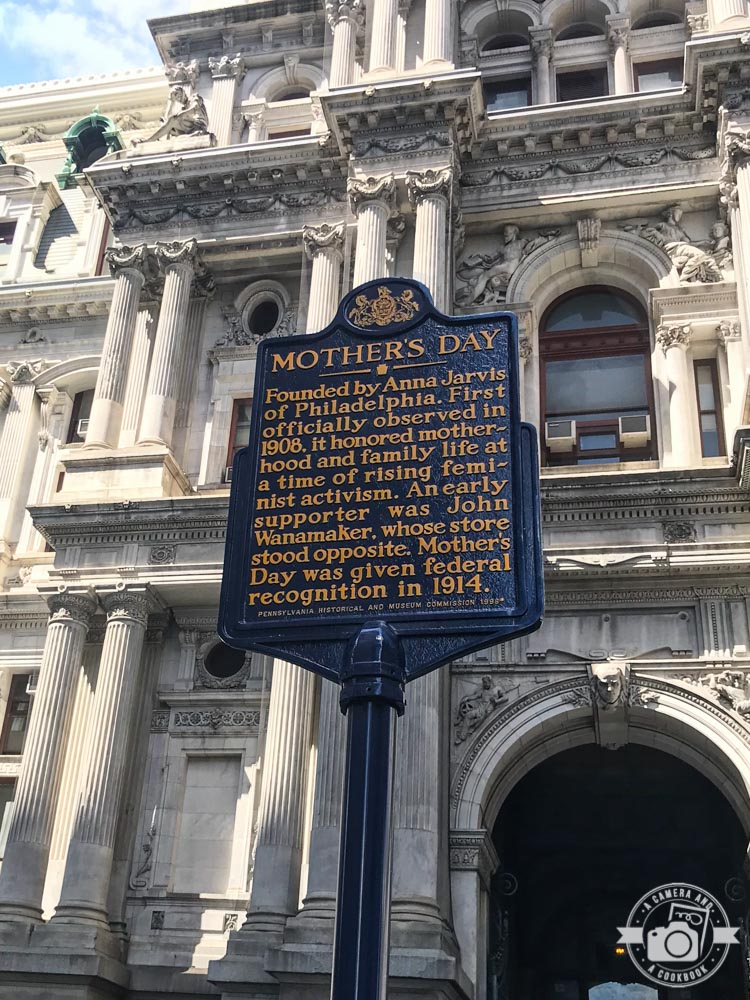 MOTHER'S DAY
Founded by Anna Jarvis
of Philadelphia. First
officially observed in
1908, it honored mother-
hood and family life at
a time of rising femi-
nist activism. An early
supporter was John
Wanamaker, whose store
stood opposite. Mother's
Day was given federal
recognition in 1914.
PENNSYLVANIA HISTORICAL AND MUSEUM COMMISSION 1998
A CAMERA AND
A COOKBOOK